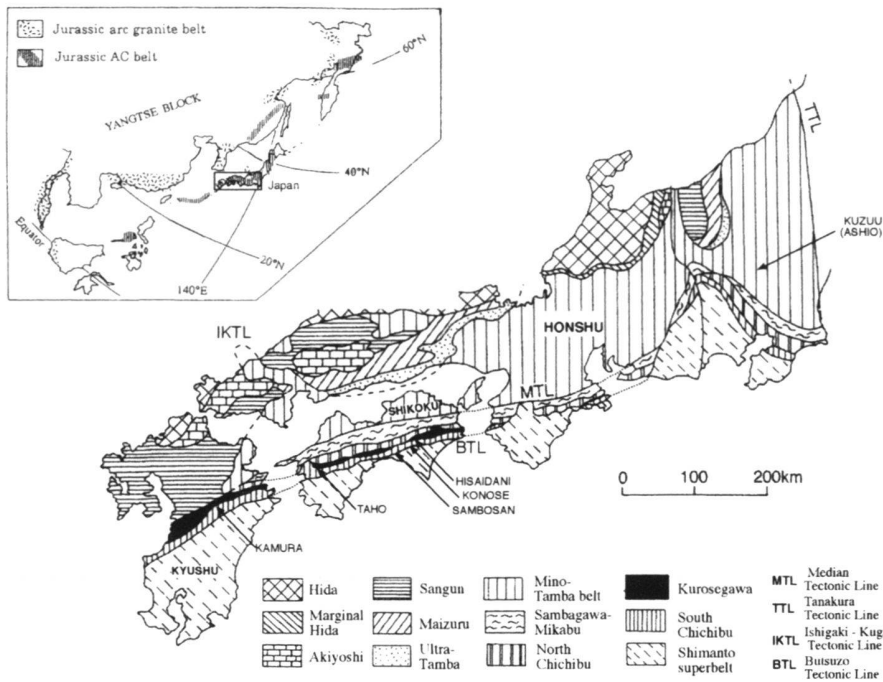 Jurassic arc granite belt
Jurassic AC belt
60°N
YANGTSE BLOCK
40°N
Japan
Equator
20°N
140°E
TTL
KUZUU
(ASHIO)
IKTL
HONSHU
MTL
SHIKOKU
BTL
HISAIDANI
KONOSE
SAMBOSAN
TAHO
0 100 200km
KAMURA
KYUSHU
Hida
Marginal
Hida
Akiyoshi
Sangun
Maizuru
Ultra-
Tamba
Mino-
Tamba belt
Sambagawa-
Mikabu
North
Chichibu
Kurosegawa
South
Chichibu
Shimanto
superbelt
MTL Median
Tectonic Line
TTL Tanakura
Tectonic Line
IKTL Ishigaki - Kug
Tectonic Line
BTL Butsuzo
Tectonic Line